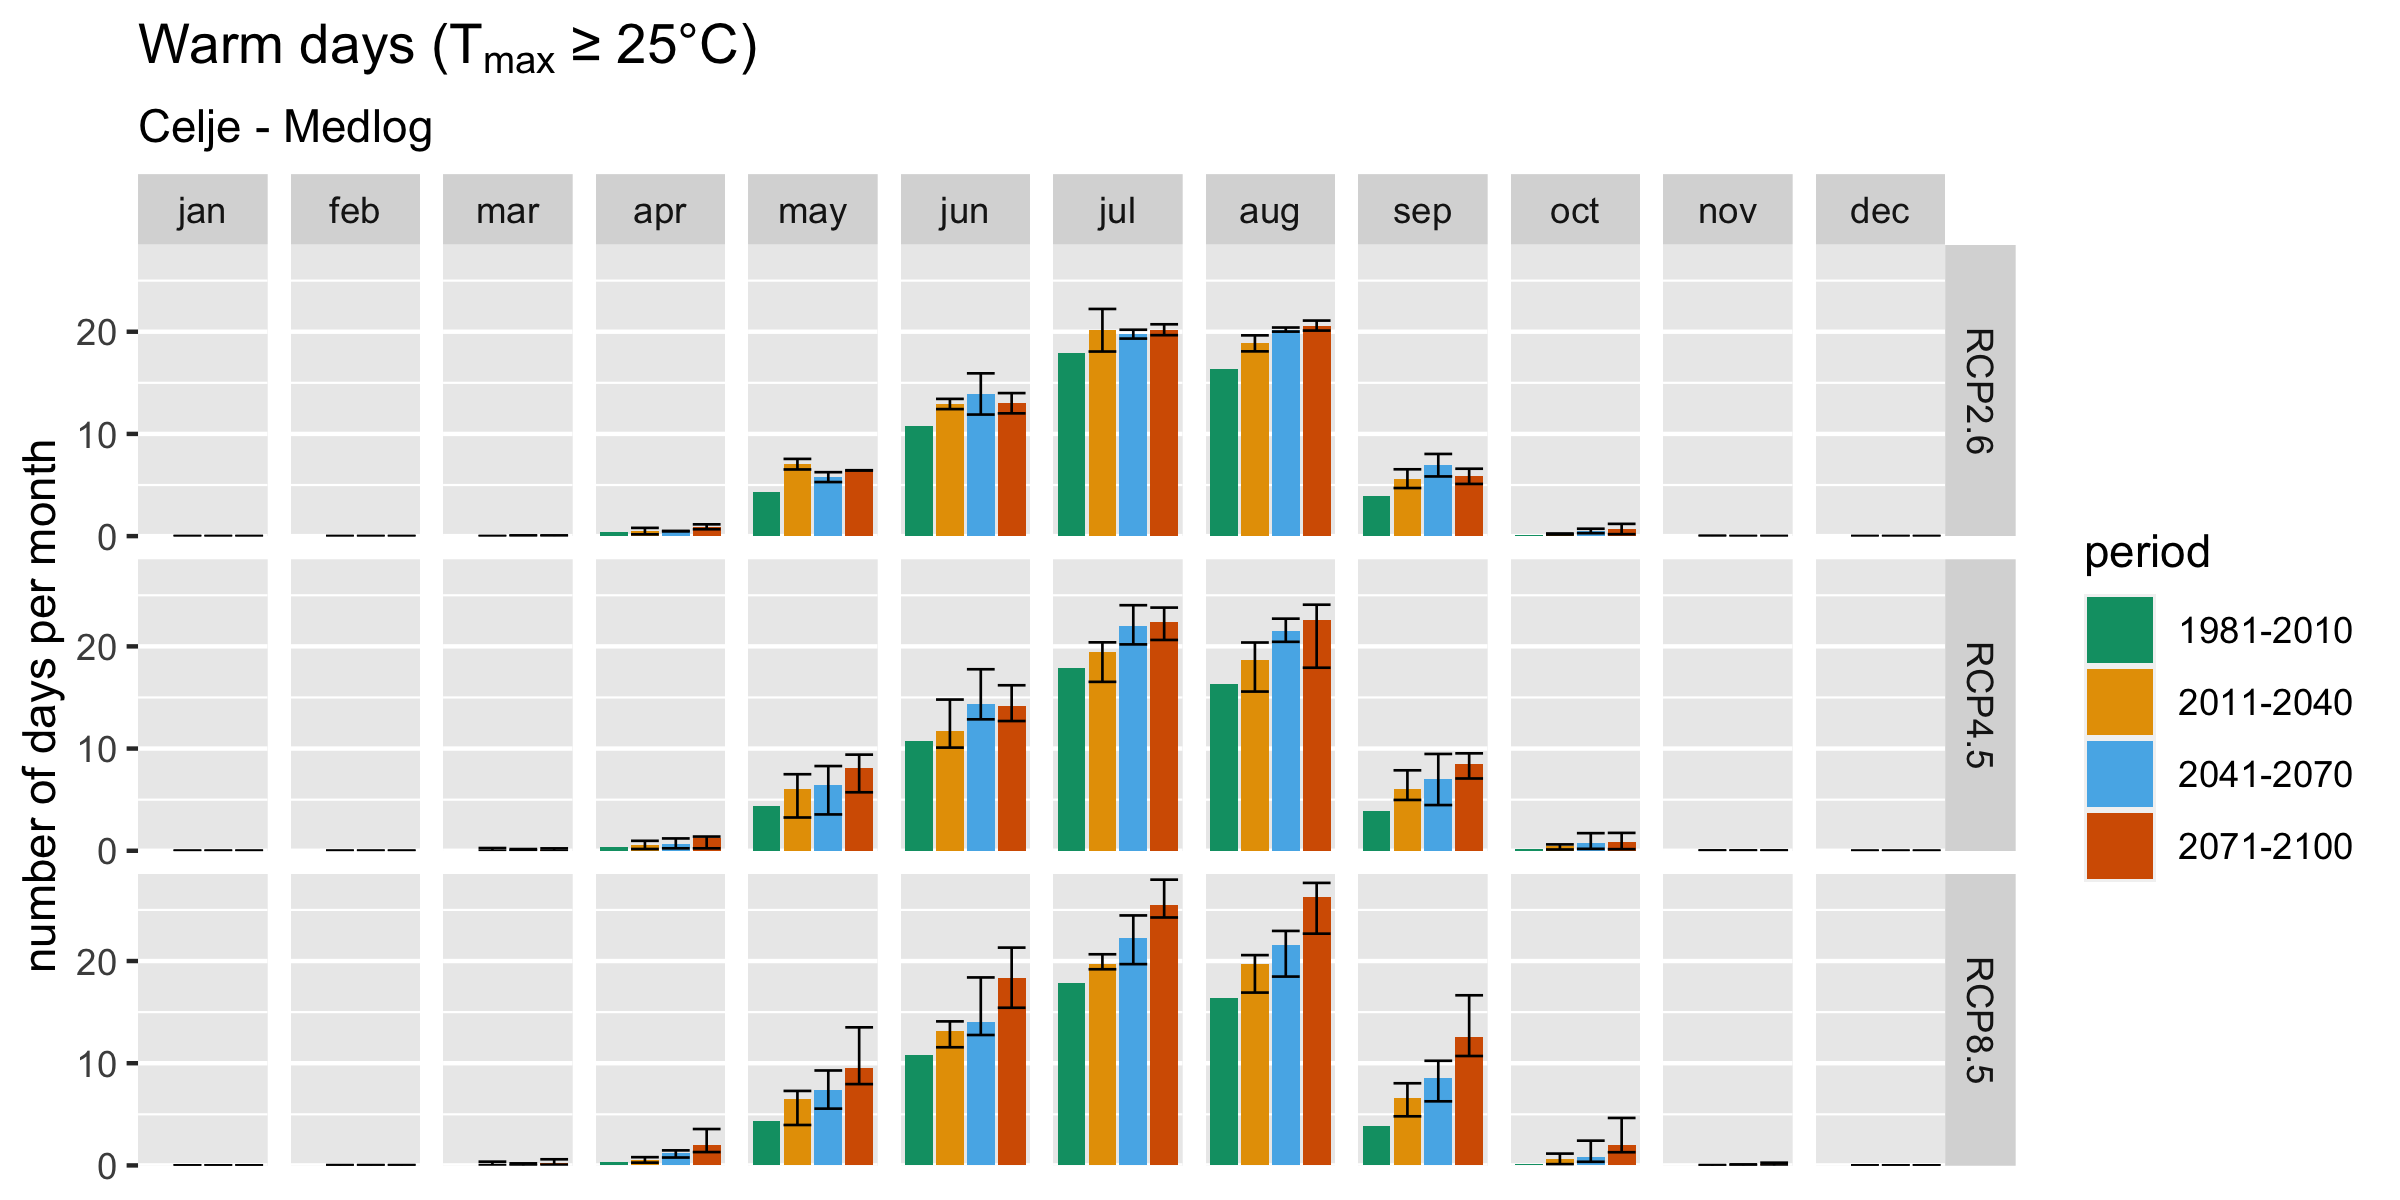 Warm days (Tmax ≥ 25°C)
Celje - Medlog
jan feb mar apr may jun jul aug sep oct nov dec
number of days per month
20
10
0
RCP2.6
20
10
0
RCP4.5
20
10
0
RCP8.5
period
1981-2010
2011-2040
2041-2070
2071-2100